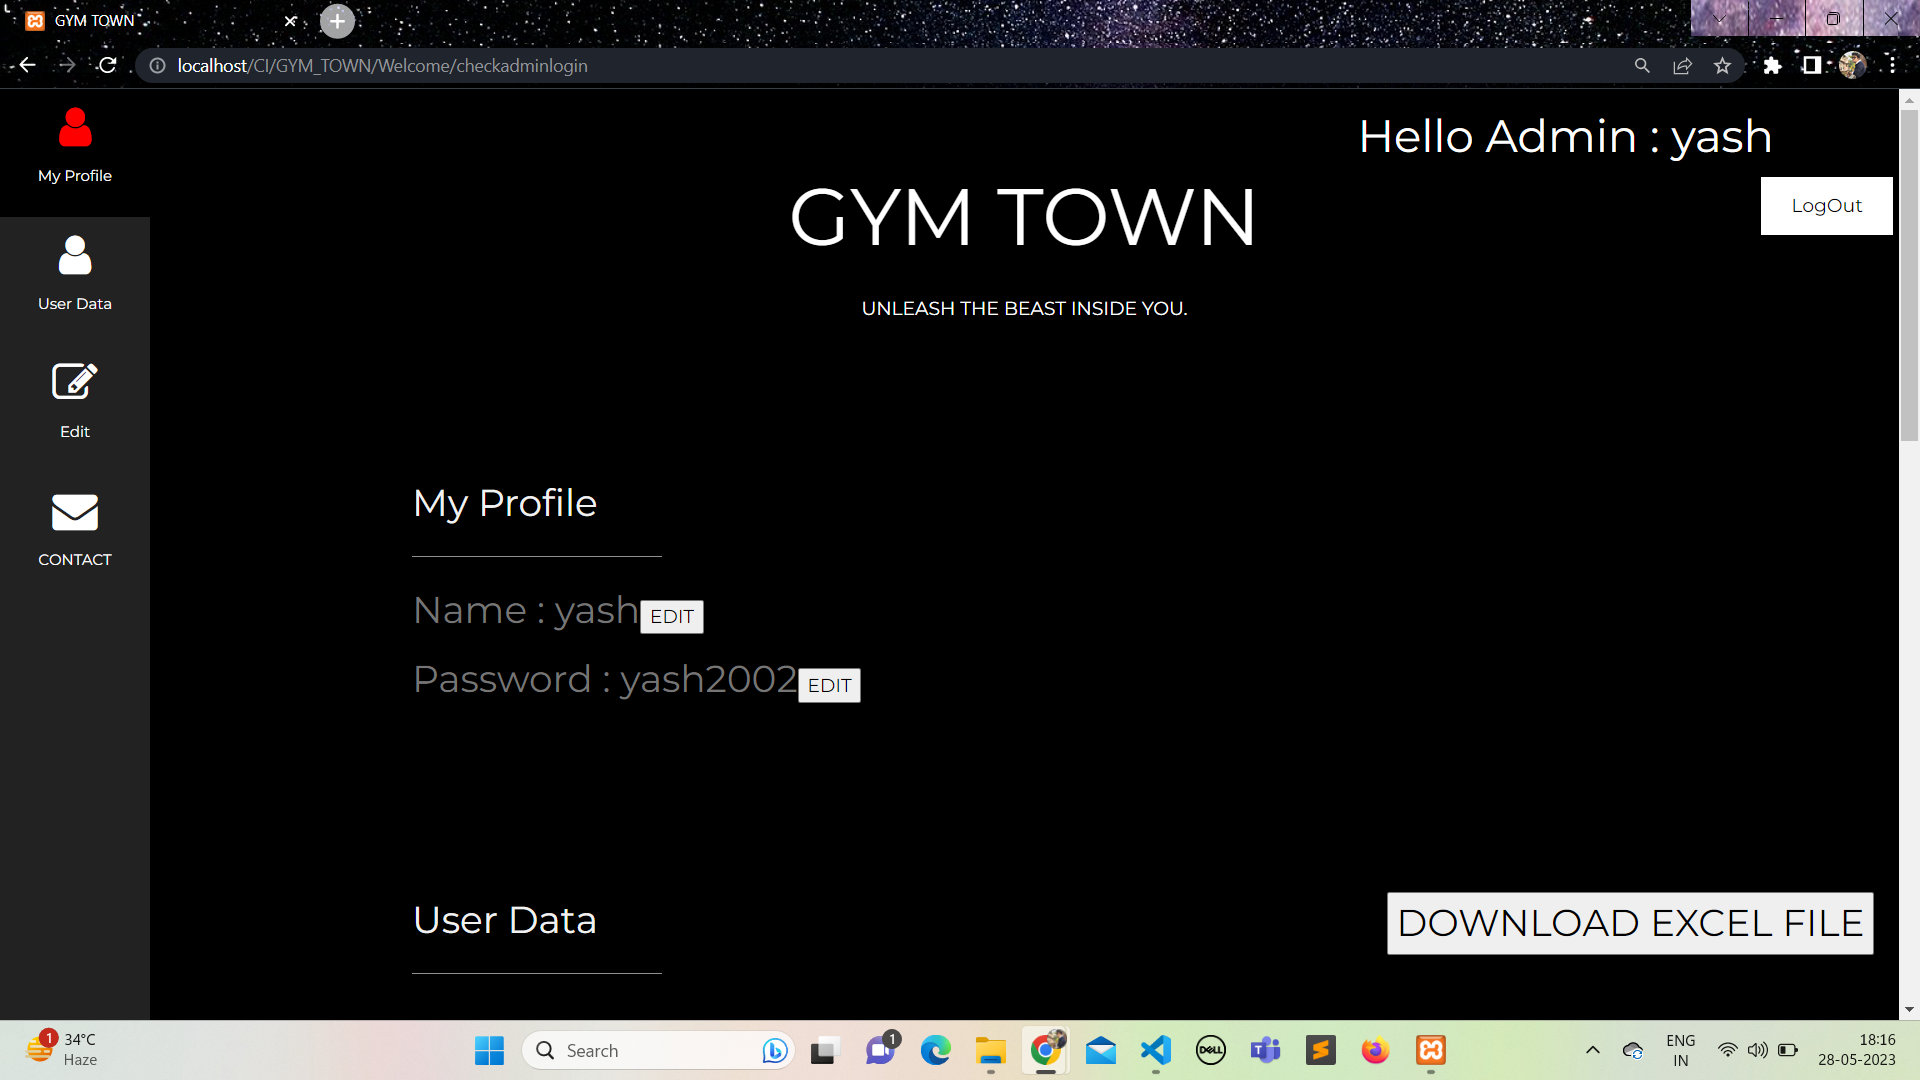 GYM TOWN
localhost/CI/GYM_TOWN/Welcome/checkadminlogin
Hello Admin : yash
LogOut
My Profile
User Data
Edit
CONTACT
GYM TOWN
UNLEASH THE BEAST INSIDE YOU.
My Profile
Name : yash EDIT
Password : yash2002 EDIT
User Data
DOWNLOAD EXCEL FILE
1
34°C
Haze
Search
1
DELL
ENG
IN
18:16
28-05-2023